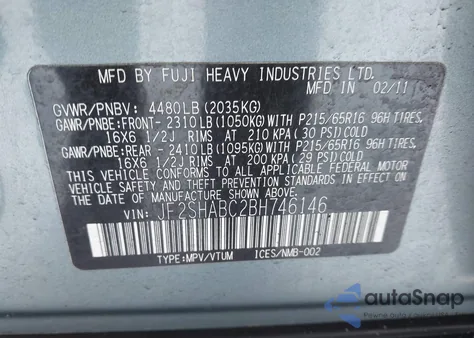 MFD BY FUJI HEAVY INDUSTRIES LTD.
MFD. IN 02/11
GVWR/PNBV: 4480LB (2035KG)
GAWR/PNBE:FRONT- 2310LB (1050KG)WITH P215/65R16 96H TIRES,
16X6 1/2J RIMS AT 210 KPA (30 PSI) COLD
GAWR/PNBE:REAR - 2410LB (1095KG)WITH P215/65R16 96H TIRES,
16X6 1/2J RIMS AT 200 KPA (29 PSI) COLD
THIS VEHICLE CONFORMS TO ALL APPLICABLE FEDERAL MOTOR
VEHICLE SAFETY, BUMPER, AND THEFT PREVENTION
STANDARDS IN EFFECT ON THE DATE OF
MANUFACTURE SHOWN ABOVE.
VIN: JF2SHABC2BH746146
TYPE:MPV/VTUM ICES/NMB-002
autoSnap